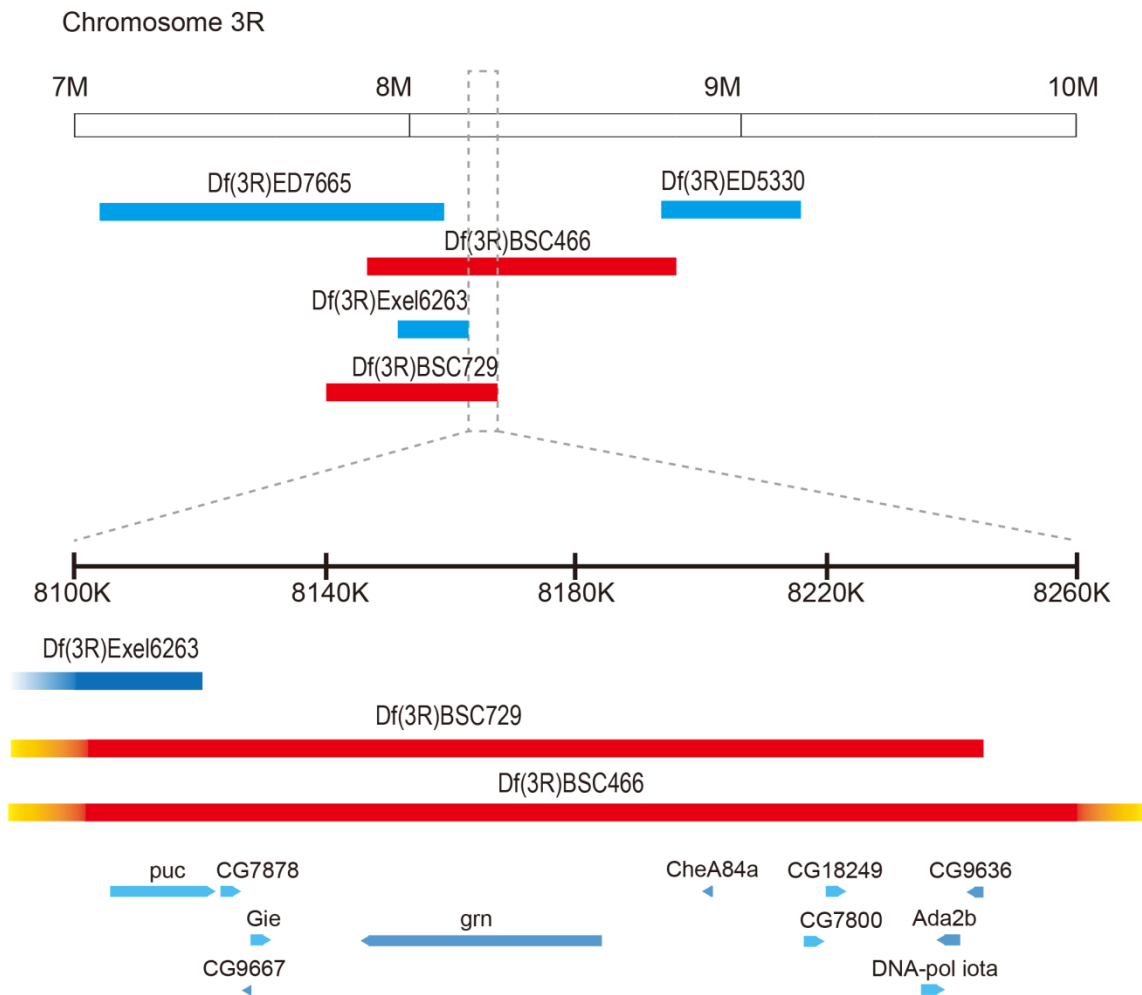 Chromosome 3R
7M 8M 9M 10M
Df(3R)ED7665 Df(3R)ED5330
Df(3R)BSC466
Df(3R)Exel6263
Df(3R)BSC729
8100K 8140K 8180K 8220K 8260K
Df(3R)Exel6263
Df(3R)BSC729
Df(3R)BSC466
puc CG7878 CheA84a CG18249 CG9636
Gie grn CG7800 Ada2b
CG9667 DNA-pol iota